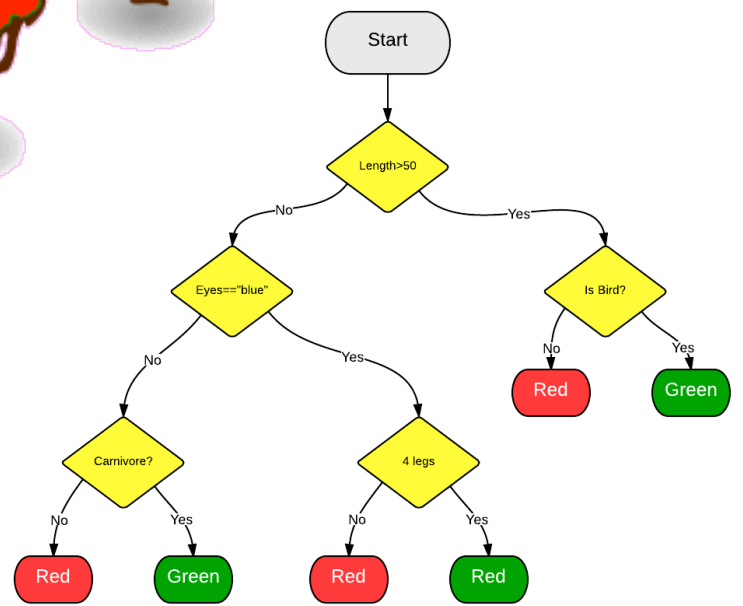 Start
Length>50
No
Yes
Eyes=="blue"
Is Bird?
No
Yes
No
Yes
Red
Green
Carnivore?
4 legs
No
Yes
No
Yes
Red
Green
Red
Red